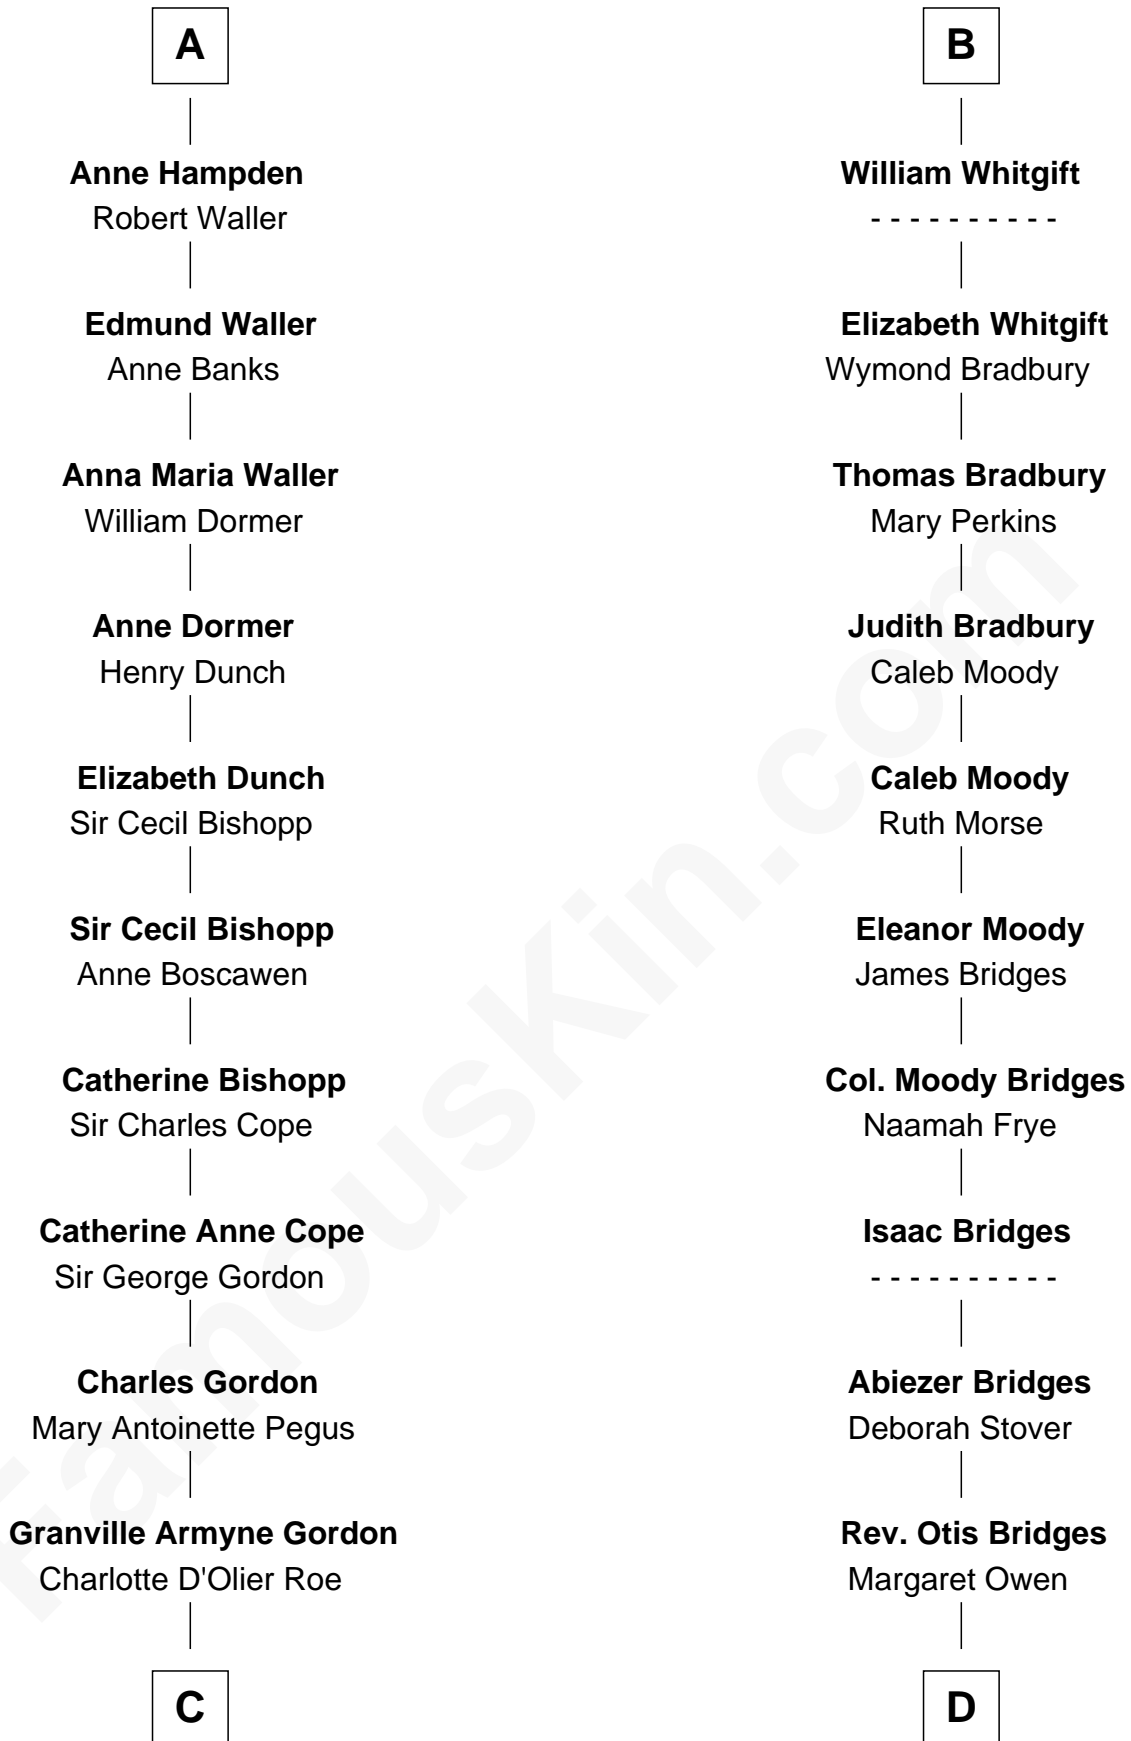 A
Anne Hampden
Robert Waller
Edmund Waller
Anne Banks
Anna Maria Waller
William Dormer
Anne Dormer
Henry Dunch
Elizabeth Dunch
Sir Cecil Bishopp
Sir Cecil Bishopp
Anne Boscawen
Catherine Bishopp
Sir Charles Cope
Catherine Anne Cope
Sir George Gordon
Charles Gordon
Mary Antoinette Pegus
Granville Armyne Gordon
Charlotte D'Olier Roe
C
B
William Whitgift
- - - - - - - - - -
Elizabeth Whitgift
Wymond Bradbury
Thomas Bradbury
Mary Perkins
Judith Bradbury
Caleb Moody
Caleb Moody
Ruth Morse
Eleanor Moody
James Bridges
Col. Moody Bridges
Naamah Frye
Isaac Bridges
- - - - - - - - - -
Abiezer Bridges
Deborah Stover
Rev. Otis Bridges
Margaret Owen
D
FamousKin.com